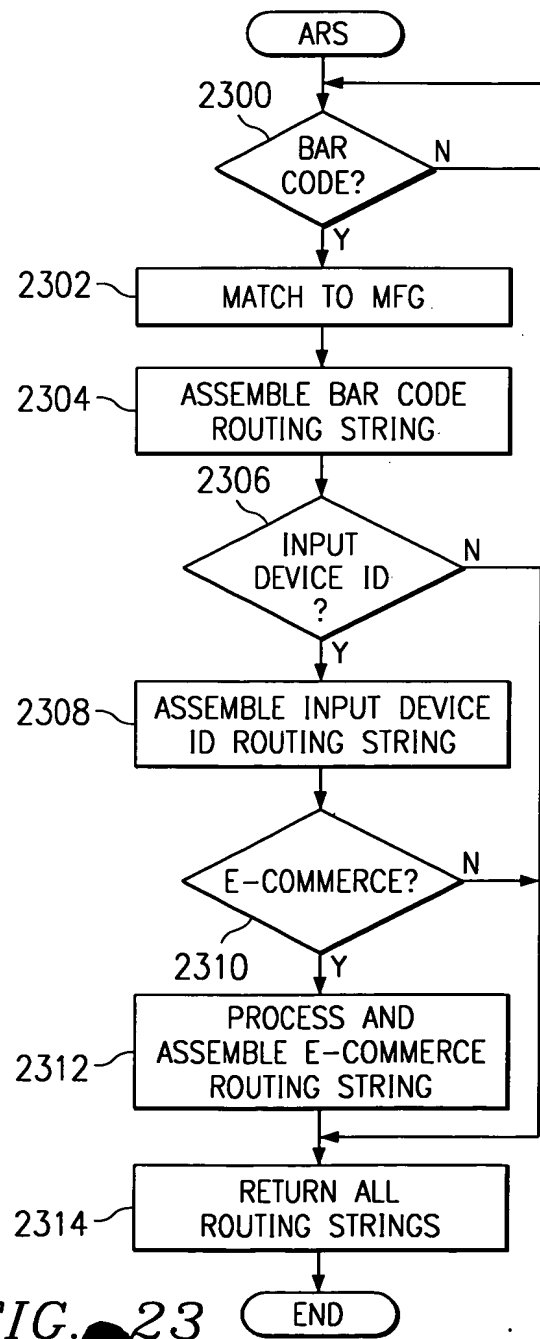 ARS
2300
BAR
CODE?
N
Y
2302
MATCH TO MFG
2304
ASSEMBLE BAR CODE
ROUTING STRING
2306
INPUT
DEVICE ID
?
N
Y
2308
ASSEMBLE INPUT DEVICE
ID ROUTING STRING
E-COMMERCE?
N
2310
Y
2312
PROCESS AND
ASSEMBLE E-COMMERCE
ROUTING STRING
2314
RETURN ALL
ROUTING STRINGS
FIG. 23
END